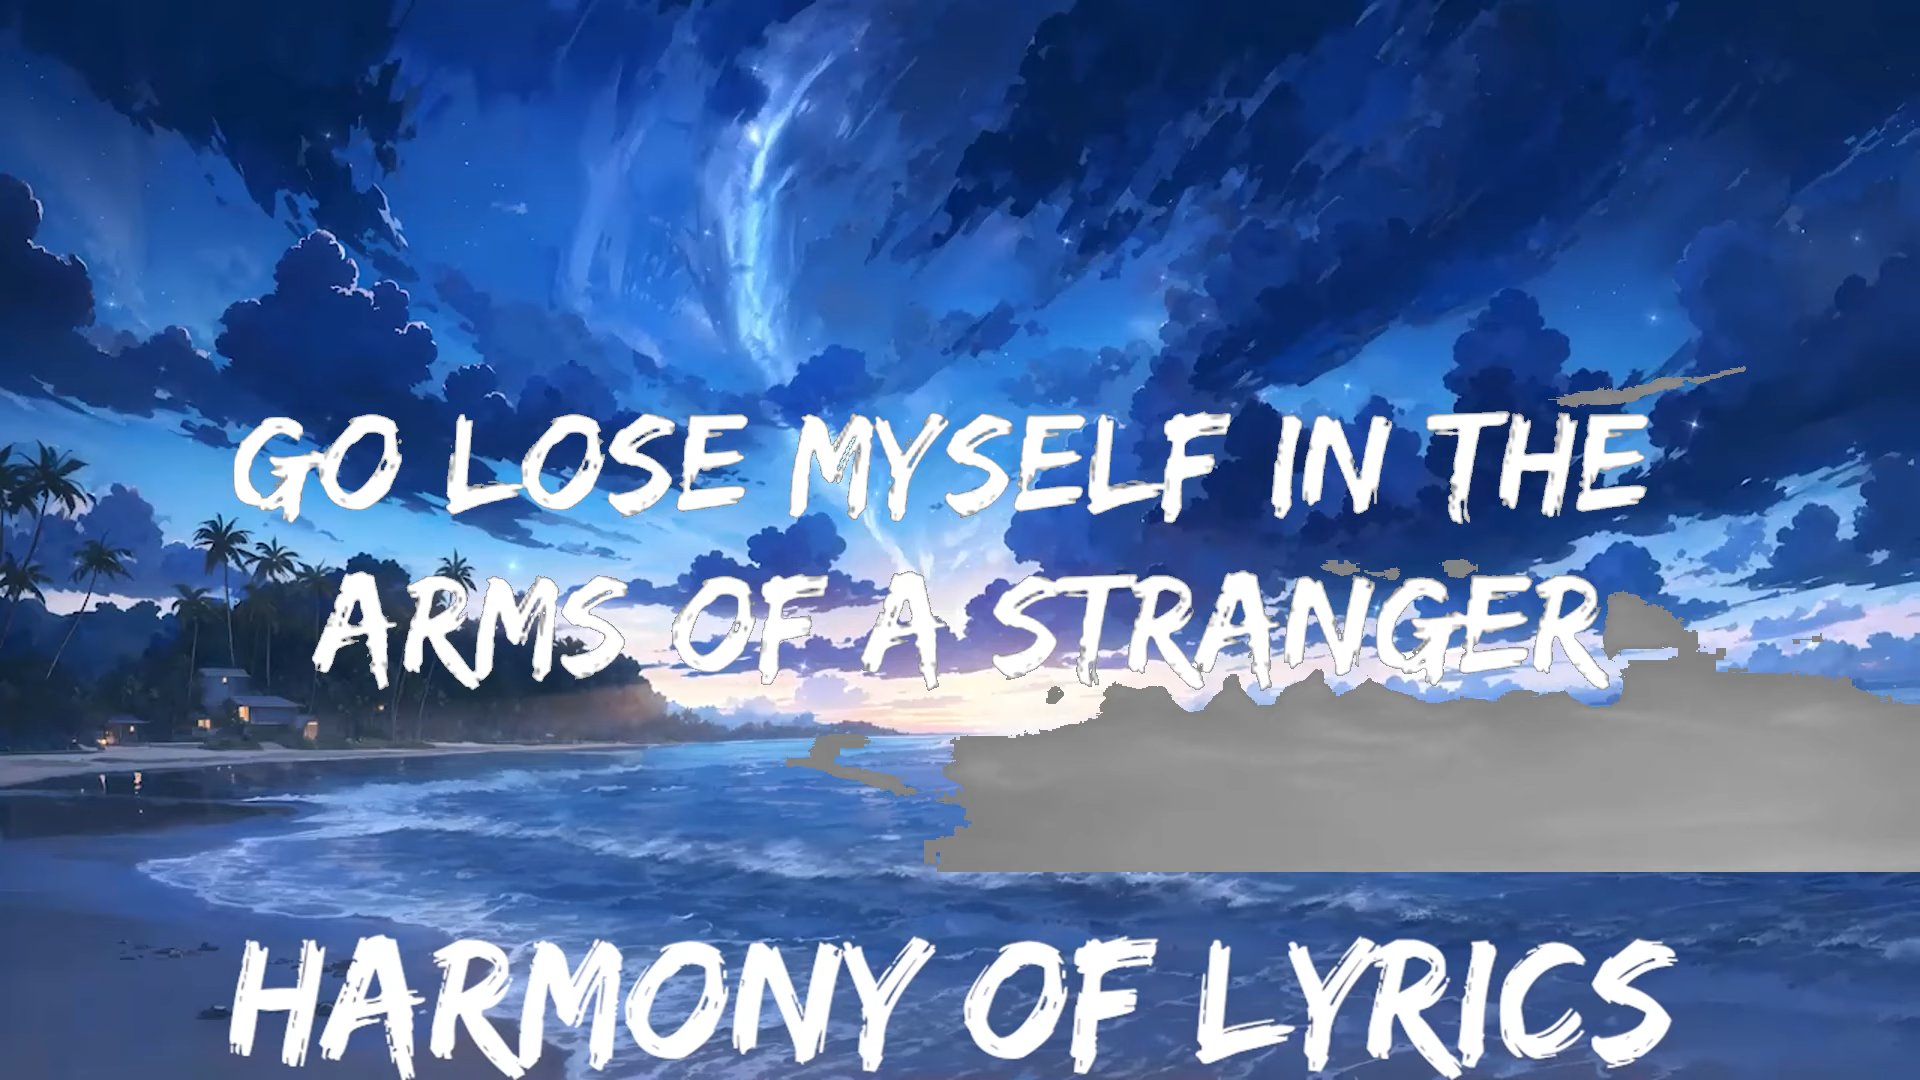 GO LOSE MYSELF IN THE
ARMS OF A STRANGER
HARMONY OF LYRICS